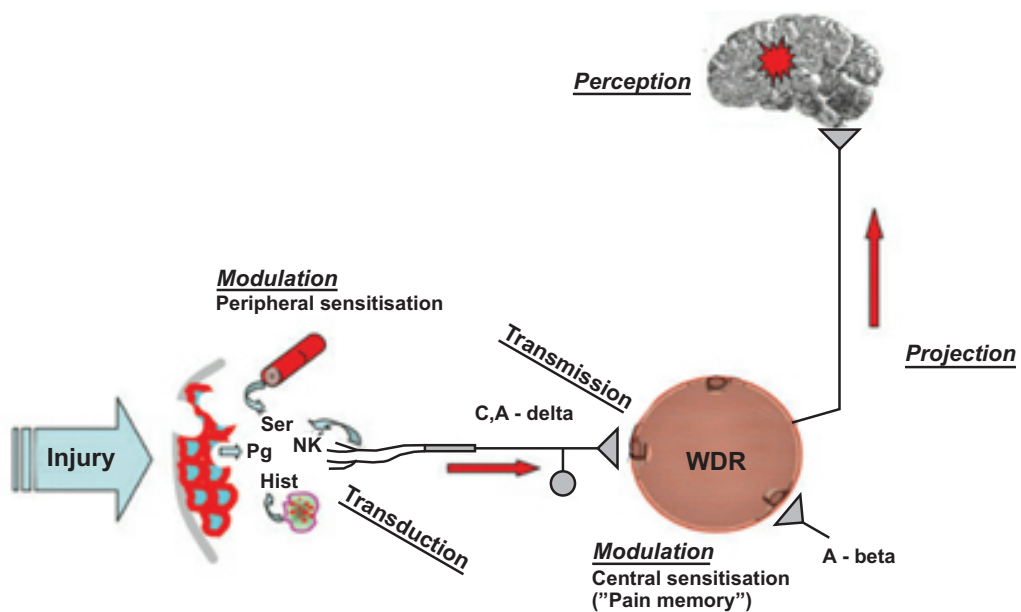 Perception
Modulation
Peripheral sensitisation
Transmission
Projection
C,A - delta
Ser
NK
Injury
Pg
WDR
Hist
Transduction
A - beta
Modulation
Central sensitisation
(”Pain memory”)